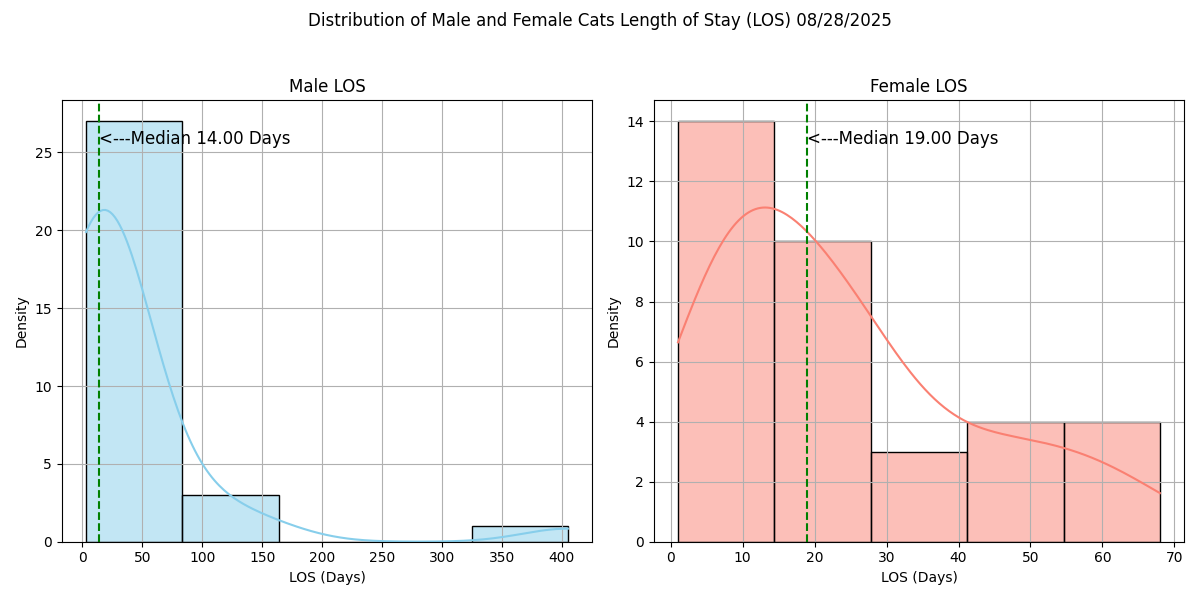 Distribution of Male and Female Cats Length of Stay (LOS) 08/28/2025
Male LOS
<---Median 14.00 Days
Density
25
20
15
10
5
0
0 50 100 150 200 250 300 350 400
LOS (Days)
Female LOS
<---Median 19.00 Days
Density
14
12
10
8
6
4
2
0
0 10 20 30 40 50 60 70
LOS (Days)